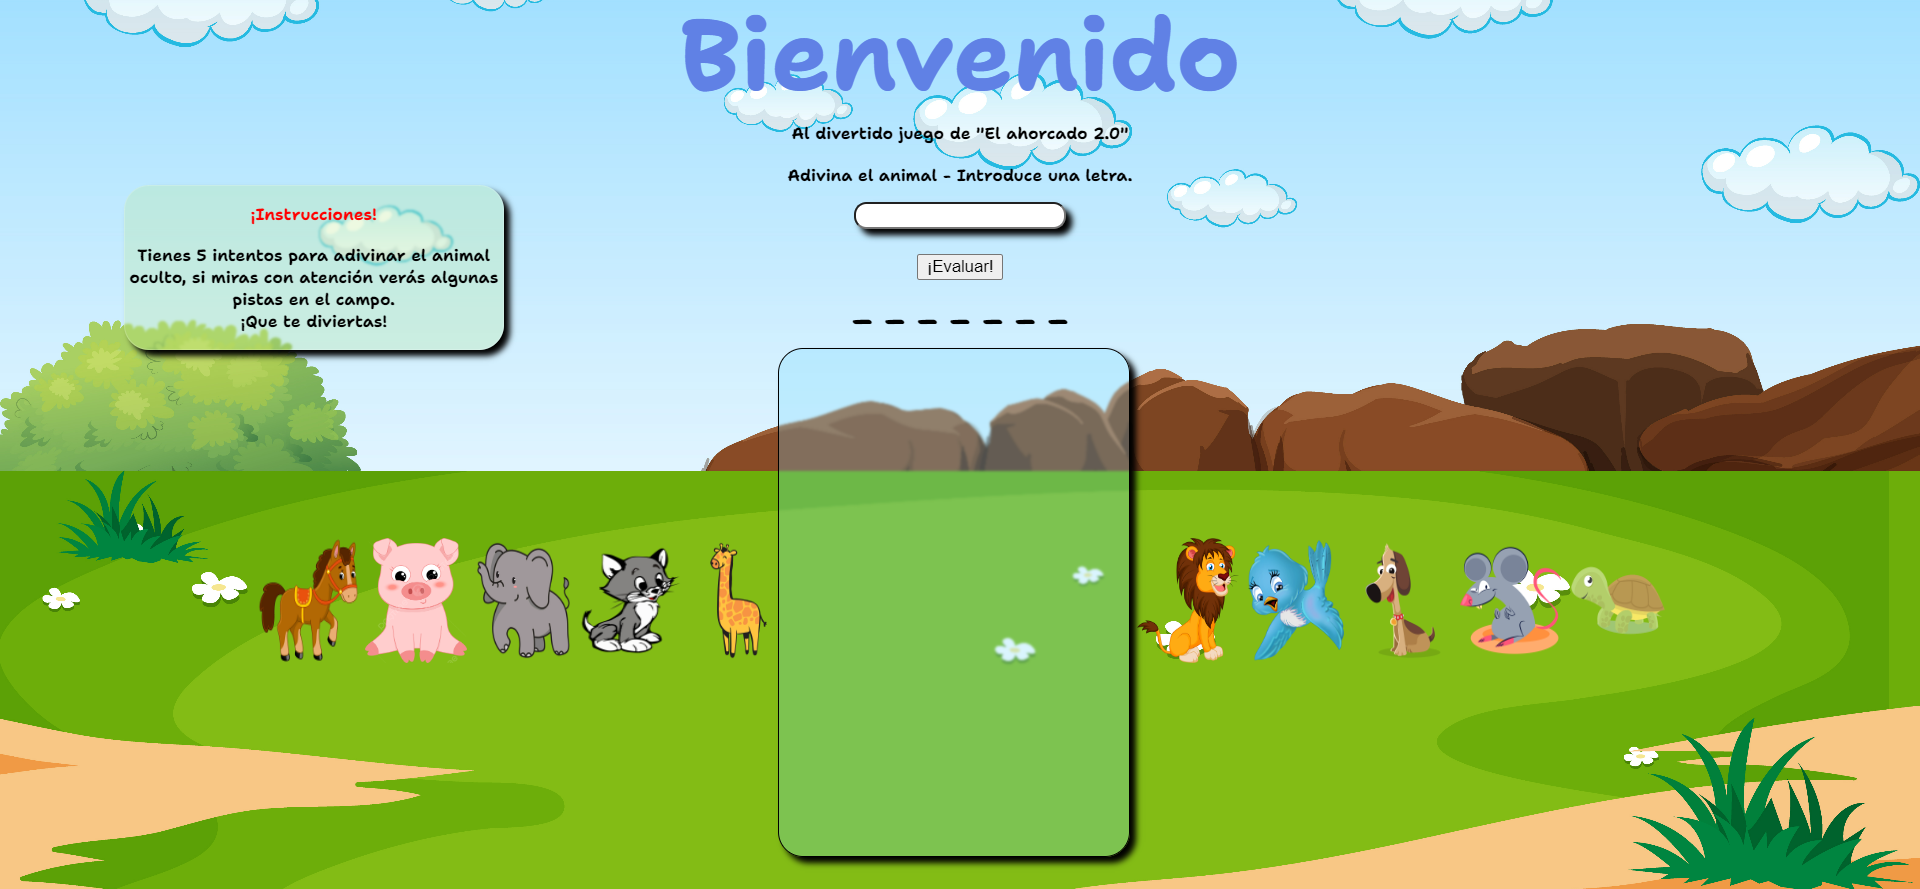 Bienvenido
Al divertido juego de "El ahorcado 2.0"
Adivina el animal - Introduce una letra.
¡Instrucciones!
Tienes 5 intentos para adivinar el animal
oculto, si miras con atención verás algunas
pistas en el campo.
¡Que te diviertas!
¡Evaluar!
_ _ _ _ _ _ _